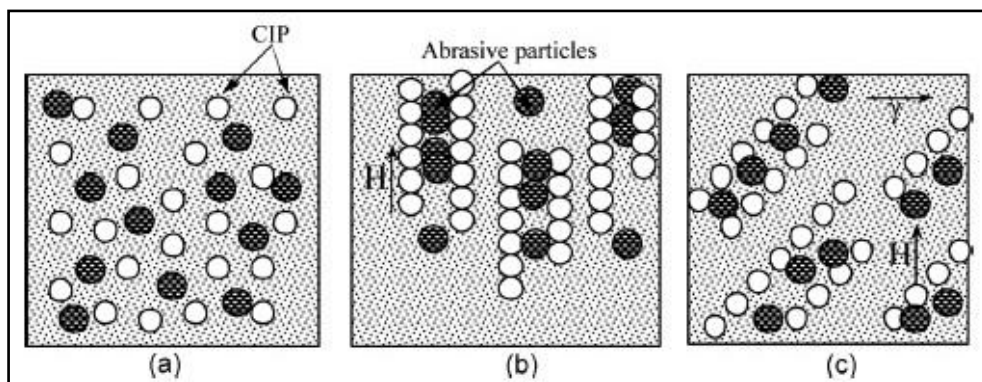 CIP
Abrasive particles
H
γ
H
(a)
(b)
(c)